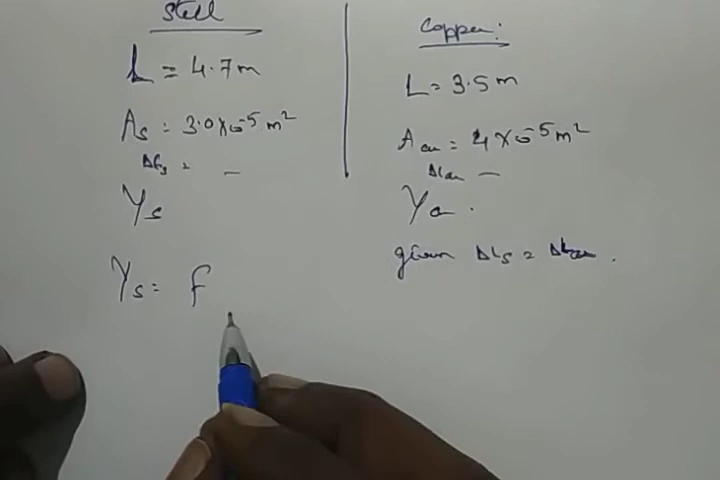 Steel
L = 4.7 m
As = 3.0×10⁻⁵ m²
ΔLs = —
Ys
Ys = F
Copper:
L = 3.5 m
Acu = 4×10⁻⁵ m²
ΔLcu —
Ycu .
given ΔLs = ΔLcu .